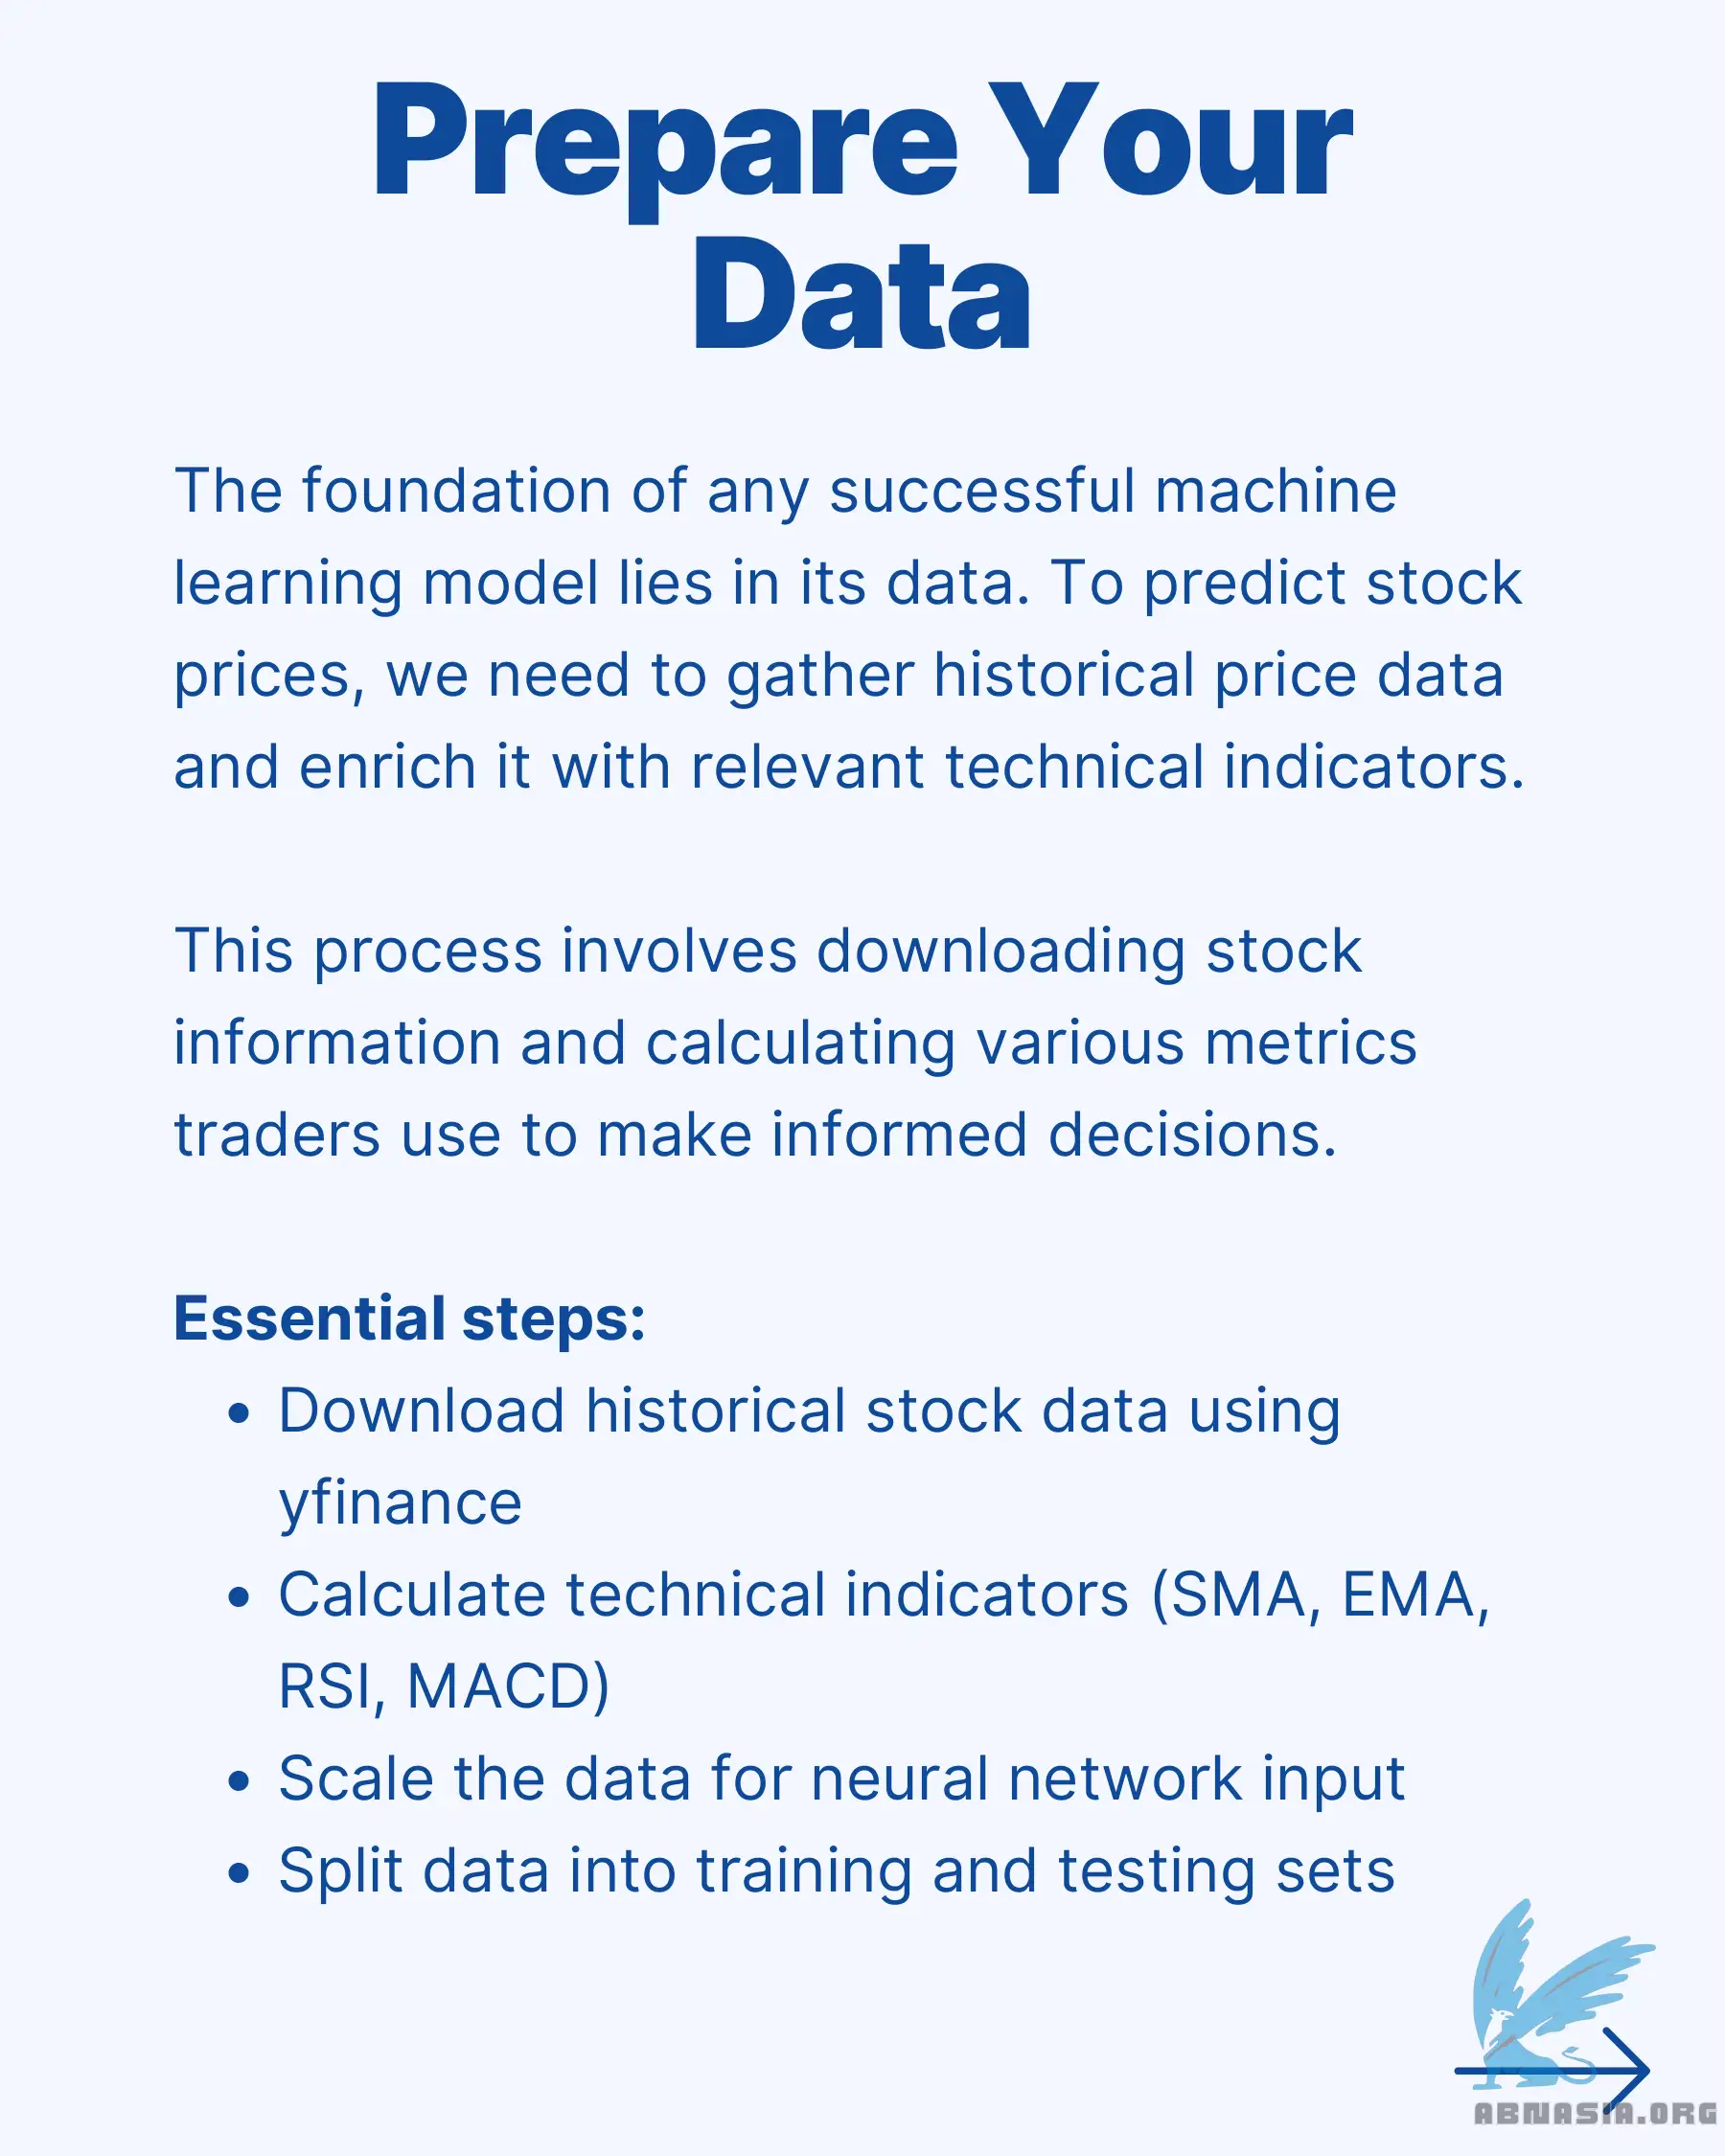 Prepare Your
Data
The foundation of any successful machine
learning model lies in its data. To predict stock
prices, we need to gather historical price data
and enrich it with relevant technical indicators.
This process involves downloading stock
information and calculating various metrics
traders use to make informed decisions.
Essential steps:
• Download historical stock data using
yfinance
• Calculate technical indicators (SMA, EMA,
RSI, MACD)
• Scale the data for neural network input
• Split data into training and testing sets
ABNASIA.ORG